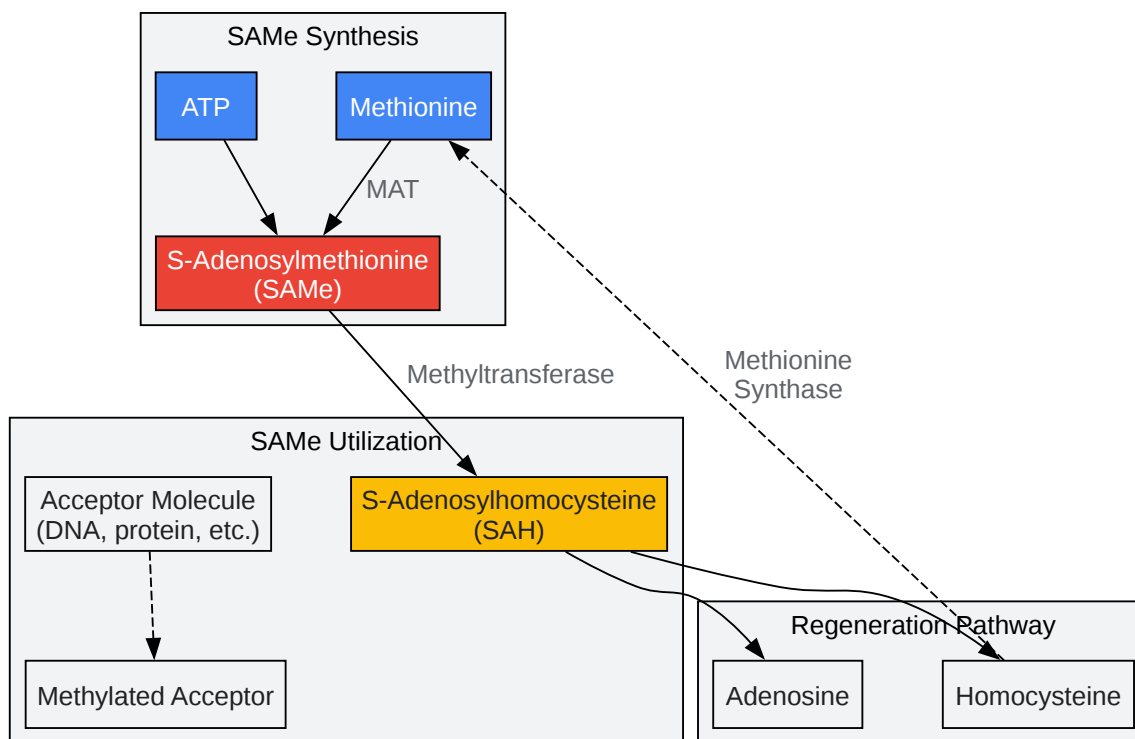 SAMe Synthesis
ATP
Methionine
MAT
S-Adenosylmethionine
(SAMe)
Methyltransferase
Methionine
Synthase
SAMe Utilization
Acceptor Molecule
(DNA, protein, etc.)
S-Adenosylhomocysteine
(SAH)
Regeneration Pathway
Methylated Acceptor
Adenosine
Homocysteine